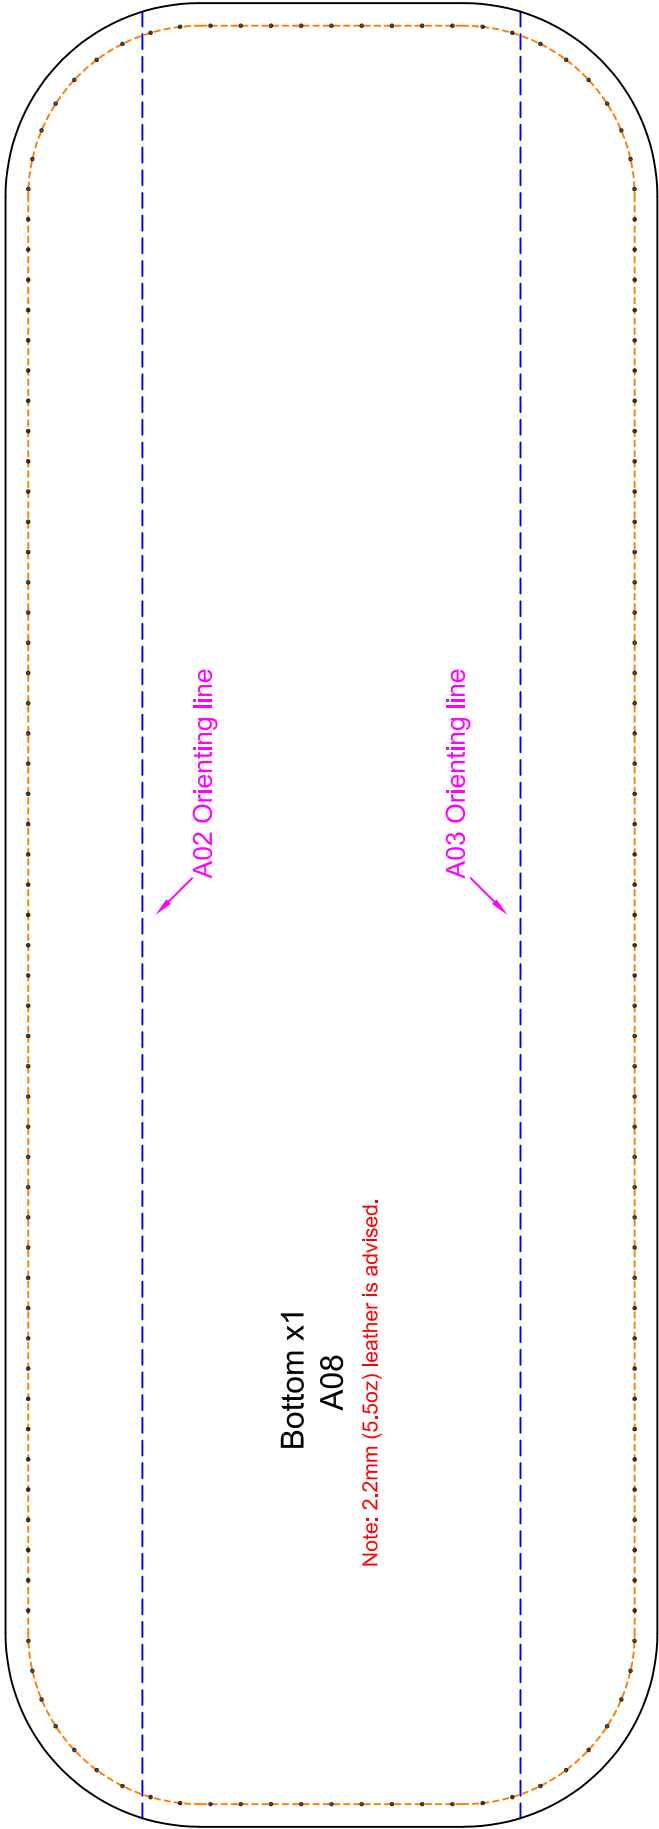 A02 Orienting line
A03 Orienting line
Bottom x1
A08
Note: 2.2mm (5.5oz) leather is advised.